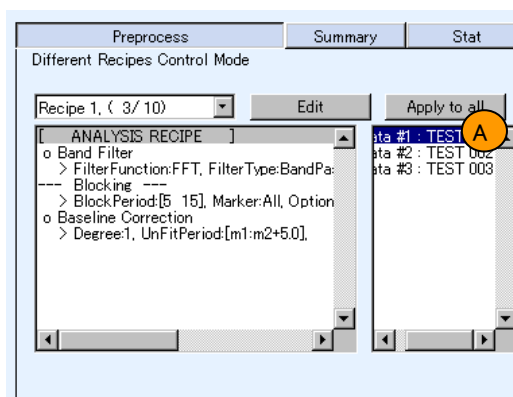 Preprocess Summary Stat
Different Recipes Control Mode
Recipe 1, ( 3/ 10) Edit Apply to all
[ ANALYSIS RECIPE ]
o Band Filter
> FilterFunction:FFT, FilterType:BandPa
--- Blocking ---
> BlockPeriod:[5 15], Marker:All, Option
o Baseline Correction
> Degree:1, UnFitPeriod:[m1:m2+5.0],
ata #1 : TEST
A
ata #2 : TEST 002
ata #3 : TEST 003